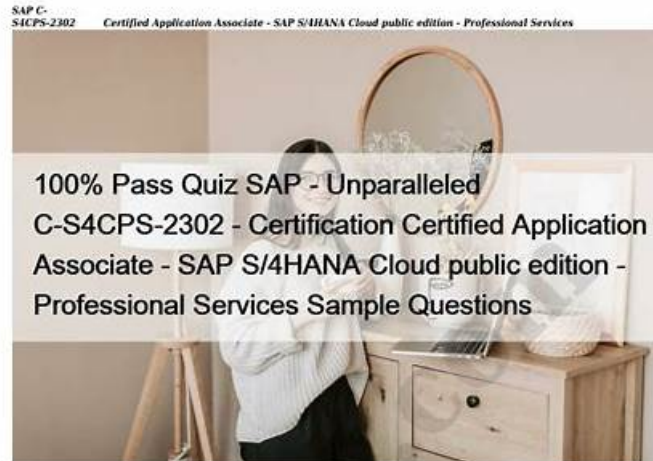 SAP C-
S4CPS-2302 Certified Application Associate - SAP S/4HANA Cloud public edition - Professional Services
100% Pass Quiz SAP - Unparalleled
C-S4CPS-2302 - Certification Certified Application
Associate - SAP S/4HANA Cloud public edition -
Professional Services Sample Questions